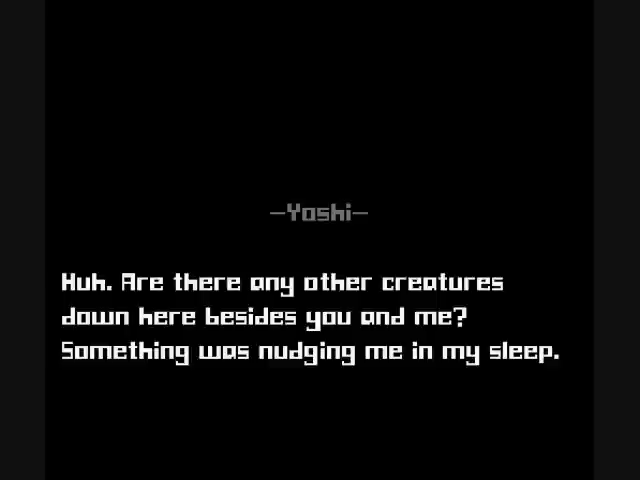 -Yoshi-
Huh. Are there any other creatures
down here besides you and me?
Something was nudging me in my sleep.